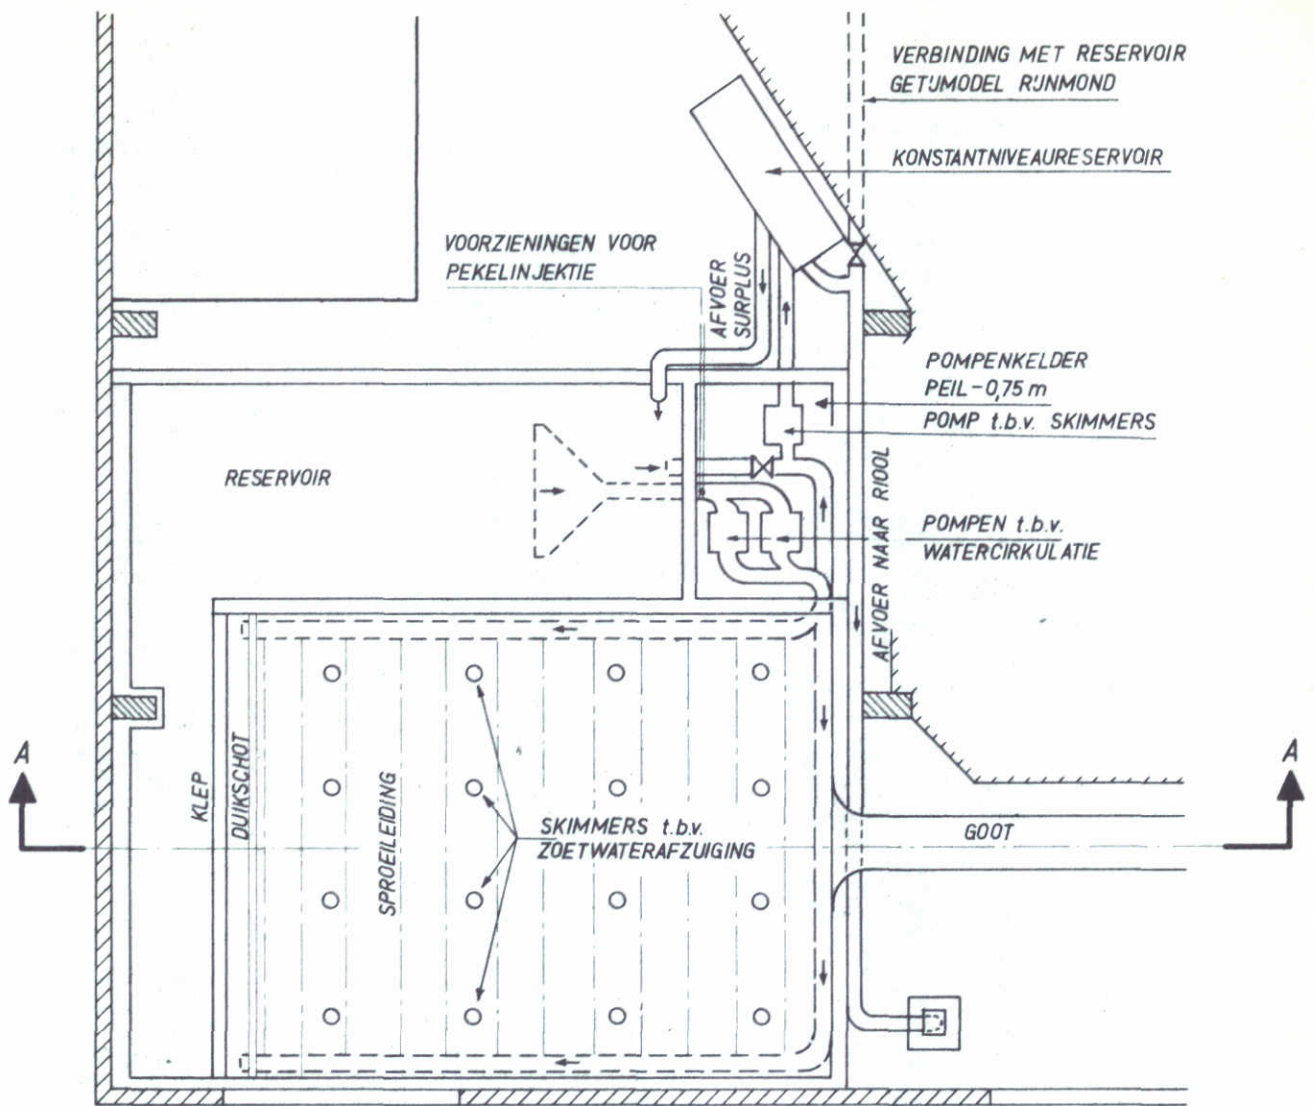 VERBINDING MET RESERVOIR
GETIJMODEL RIJNMOND
KONSTANTNIVEAURESERVOIR
VOORZIENINGEN VOOR
PEKELINJEKTIE
AFVOER
SURPLUS
POMPENKELDER
PEIL -0,75 m
POMP t.b.v. SKIMMERS
RESERVOIR
POMPEN t.b.v.
WATERCIRKULATIE
AFVOER NAAR RIOOL
A
A
KLEP
DUIKSCHOT
SPROEILEIDING
SKIMMERS t.b.v.
ZOETWATERAFZUIGING
GOOT